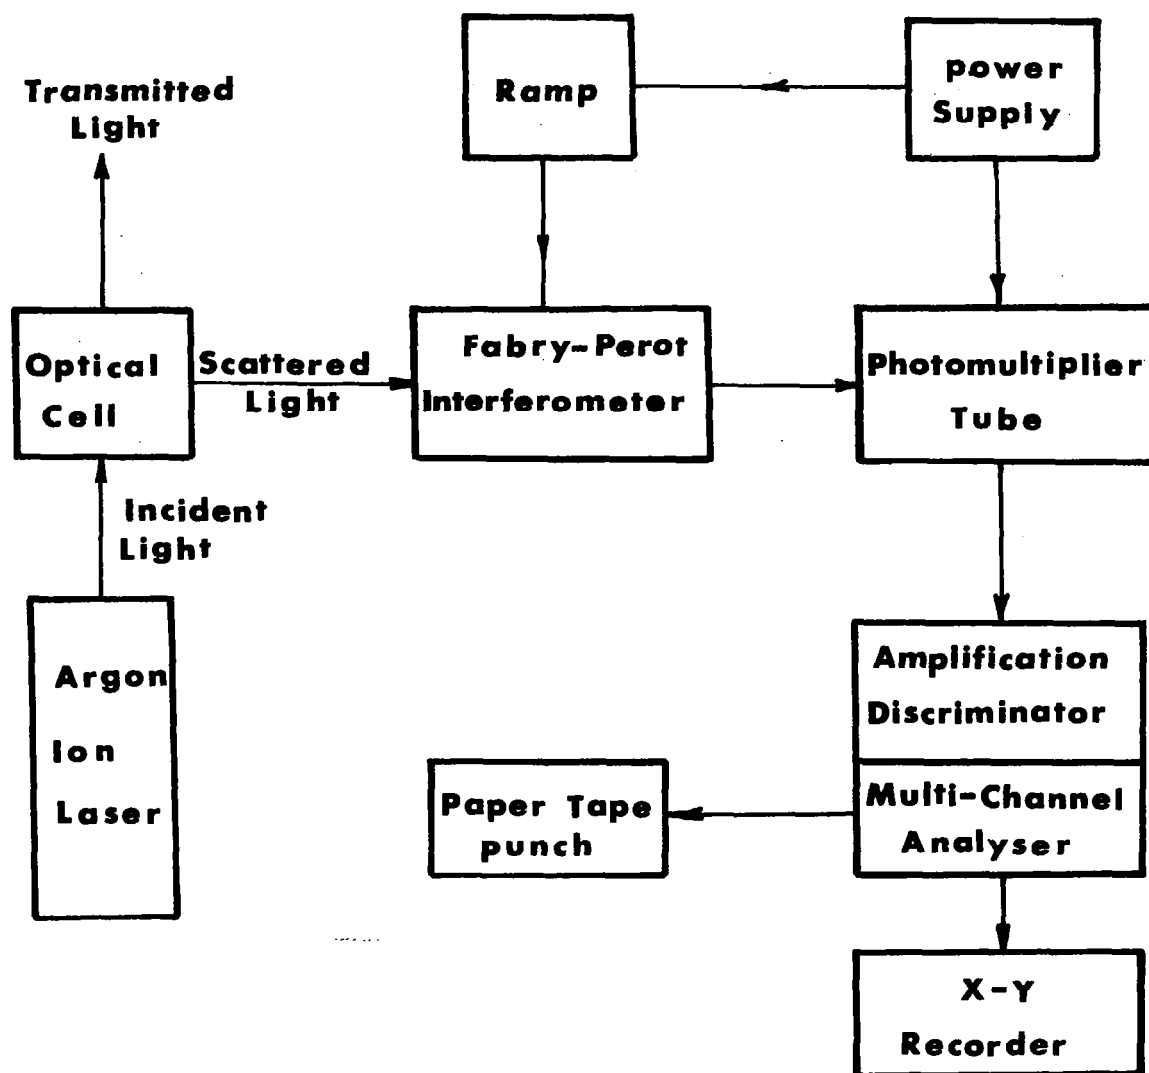 Transmitted
Light
Ramp
power
Supply
Optical
Cell
Scattered
Light
Fabry-Perot
Interferometer
Photomultiplier
Tube
Incident
Light
Argon
Ion
Laser
Amplification
Discriminator
Multi-Channel
Analyser
Paper Tape
punch
X-Y
Recorder